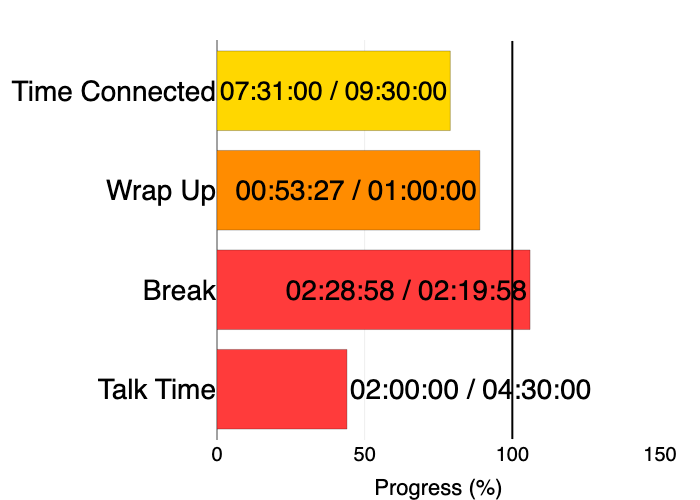 Time Connected 07:31:00 / 09:30:00
Wrap Up 00:53:27 / 01:00:00
Break 02:28:58 / 02:19:58
Talk Time 02:00:00 / 04:30:00
0 50 100 150
Progress (%)